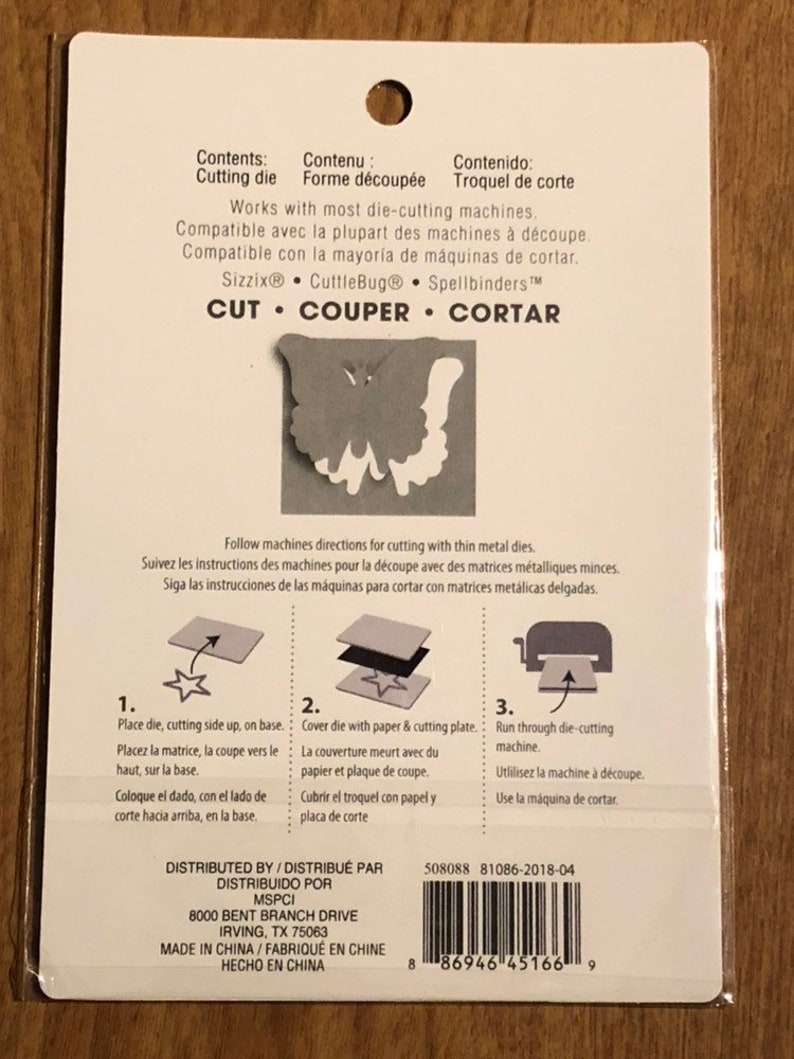 Contents: Contenu : Contenido:
Cutting die Forme découpée Troquel de corte
Works with most die-cutting machines.
Compatible avec la plupart des machines à découpe.
Compatible con la mayoría de máquinas de cortar.
Sizzix® • CuttleBug® • Spellbinders™
CUT • COUPER • CORTAR
Follow machines directions for cutting with thin metal dies.
Suivez les instructions des machines pour la découpe avec des matrices métalliques minces.
Siga las instrucciones de las máquinas para cortar con matrices metálicas delgadas.
1.
Place die, cutting side up, on base.
Placez la matrice, la coupe vers le
haut, sur la base.
Coloque el dado, con el lado de
corte hacia arriba, en la base.
2.
Cover die with paper & cutting plate.
La couverture meurt avec du
papier et plaque de coupe.
Cubrir el troquel con papel y
placa de corte
3.
Run through die-cutting
machine.
Utlilisez la machine à découpe.
Use la máquina de cortar.
DISTRIBUTED BY / DISTRIBUÉ PAR
DISTRIBUIDO POR
MSPCI
8000 BENT BRANCH DRIVE
IRVING, TX 75063
MADE IN CHINA / FABRIQUÉ EN CHINE
HECHO EN CHINA
508088 81086-2018-04
8 86946 45166 9